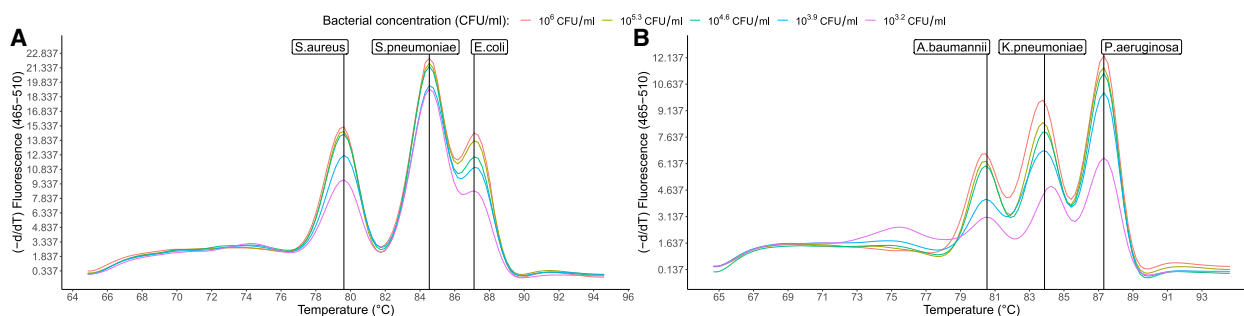 Bacterial concentration (CFU/ml): 10^6 CFU/ml 10^5.3 CFU/ml 10^4.6 CFU/ml 10^3.9 CFU/ml 10^3.2 CFU/ml
A
S.aureus S.pneumoniae E.coli
22.837
21.337
19.837
18.337
16.837
15.337
13.837
12.337
10.837
9.337
7.837
6.337
4.837
3.337
1.837
0.337
(−d/dT) Fluorescence (465−510)
64 66 68 70 72 74 76 78 80 82 84 86 88 90 92 94 96
Temperature (°C)
B
A.baumannii K.pneumoniae P.aeruginosa
12.137
10.637
9.137
7.637
6.137
4.637
3.137
1.637
0.137
(−d/dT) Fluorescence (465−510)
65 67 69 71 73 75 77 79 81 83 85 87 89 91 93
Temperature (°C)